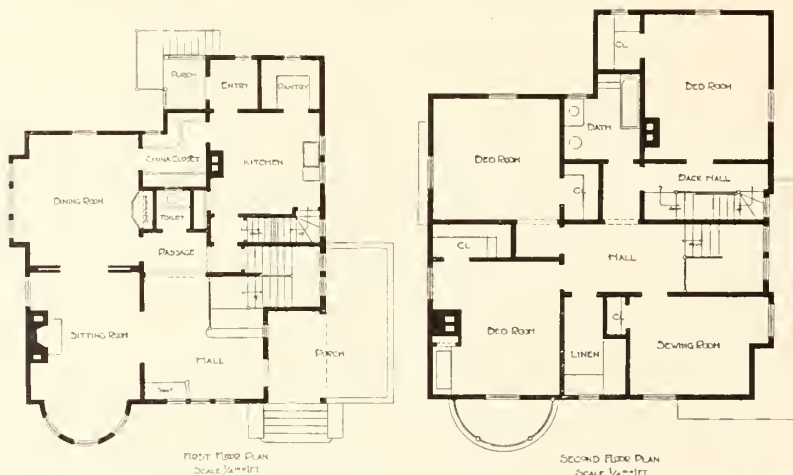 PORCH
ENTRY
PANTRY
CHINA CLOSET
KITCHEN
DINING ROOM
TOILET
PASSAGE
SITTING ROOM
HALL
PORCH
SEAT
FIRST FLOOR PLAN
SCALE 1/4"=1FT
CL
BED ROOM
BATH
BED ROOM
CL
BACK HALL
CL
HALL
BED ROOM
CL
LINEN
SEWING ROOM
SECOND FLOOR PLAN
SCALE 1/4"=1FT